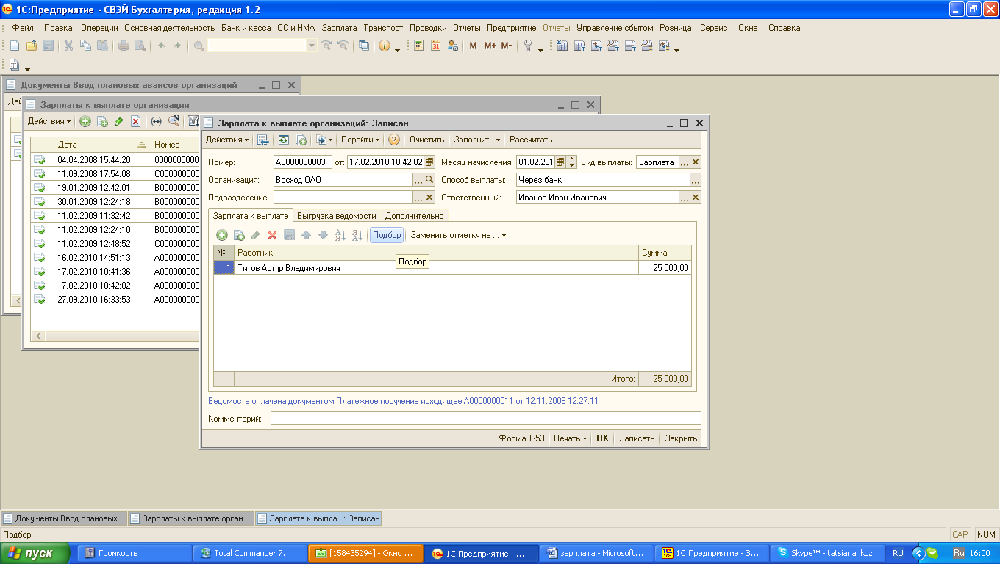 1С:Предприятие - СВЭЙ Бухгалтерия, редакция 1.2
Файл Правка Операции Основная деятельность Банк и касса ОС и НМА Зарплата Транспорт Проводки Отчеты Предприятие Отчеты Управление сбытом Розница Сервис Окна Справка
M M+ M-
Документы Ввод плановых авансов организаций
Зарплаты к выплате организации
Действия
Дата Номер
04.04.2008 15:44:20 0000000000
11.09.2008 17:54:08 С000000000
19.01.2009 12:42:01 В000000000
30.01.2009 12:24:18 В000000000
11.02.2009 11:32:42 В000000000
11.02.2009 12:24:10 В000000000
11.02.2009 12:48:52 С000000000
16.02.2010 14:51:13 А000000000
17.02.2010 10:41:36 А000000000
17.02.2010 10:42:02 А000000000
27.09.2010 16:33:53 А000000000
Зарплата к выплате организаций: Записан
Действия Перейти Очистить Заполнить Рассчитать
Номер: А0000000003 от: 17.02.2010 10:42:02 Месяц начисления: 01.02.201 Вид выплаты: Зарплата ...
Организация: Восход ОАО ... Способ выплаты: Через банк ...
Подразделение: ... Ответственный: Иванов Иван Иванович ...
Зарплата к выплате Выгрузка ведомости Дополнительно
Подбор Заменить отметку на ...
№ Работник Сумма
Подбор
1 Титов Артур Владимирович 25 000,00
Итого: 25 000,00
Ведомость оплачена документом Платежное поручение исходящее А0000000011 от 12.11.2009 12:27:11
Комментарий:
Форма Т-53 Печать OK Записать Закрыть
Документы Ввод плановых... Зарплаты к выплате орган... Зарплата к выпла...: Записан
Подбор CAP NUM
пуск Громкость Total Commander 7.... [158435294] - Окно ... 1С:Предприятие - ... зарплата - Microsoft... 1С:Предприятие - З... Skype™ - tatsiana_kuz RU Ru 16:00